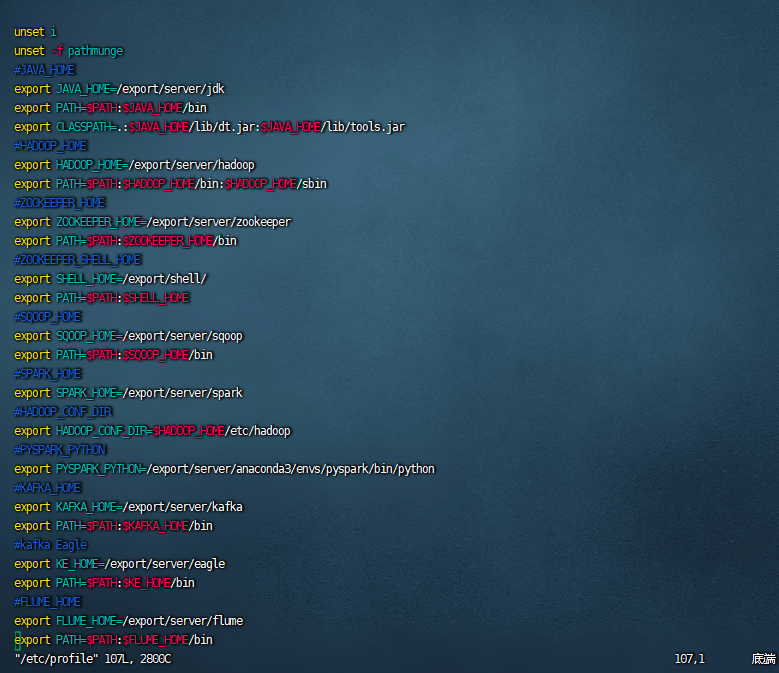 unset i
unset -f pathmunge
#JAVA_HOME
export JAVA_HOME=/export/server/jdk
export PATH=$PATH:$JAVA_HOME/bin
export CLASSPATH=.:$JAVA_HOME/lib/dt.jar:$JAVA_HOME/lib/tools.jar
#HADOOP_HOME
export HADOOP_HOME=/export/server/hadoop
export PATH=$PATH:$HADOOP_HOME/bin:$HADOOP_HOME/sbin
#ZOOKEEPER_HOME
export ZOOKEEPER_HOME=/export/server/zookeeper
export PATH=$PATH:$ZOOKEEPER_HOME/bin
#ZOOKEEPER_SHELL_HOME
export SHELL_HOME=/export/shell/
export PATH=$PATH:$SHELL_HOME
#SQOOP_HOME
export SQOOP_HOME=/export/server/sqoop
export PATH=$PATH:$SQOOP_HOME/bin
#SPARK_HOME
export SPARK_HOME=/export/server/spark
#HADOOP_CONF_DIR
export HADOOP_CONF_DIR=$HADOOP_HOME/etc/hadoop
#PYSPARK_PYTHON
export PYSPARK_PYTHON=/export/server/anaconda3/envs/pyspark/bin/python
#KAFKA_HOME
export KAFKA_HOME=/export/server/kafka
export PATH=$PATH:$KAFKA_HOME/bin
#kafka Eagle
export KE_HOME=/export/server/eagle
export PATH=$PATH:$KE_HOME/bin
#FLUME_HOME
export FLUME_HOME=/export/server/flume
export PATH=$PATH:$FLUME_HOME/bin
"/etc/profile" 107L, 2800C 107,1 底端